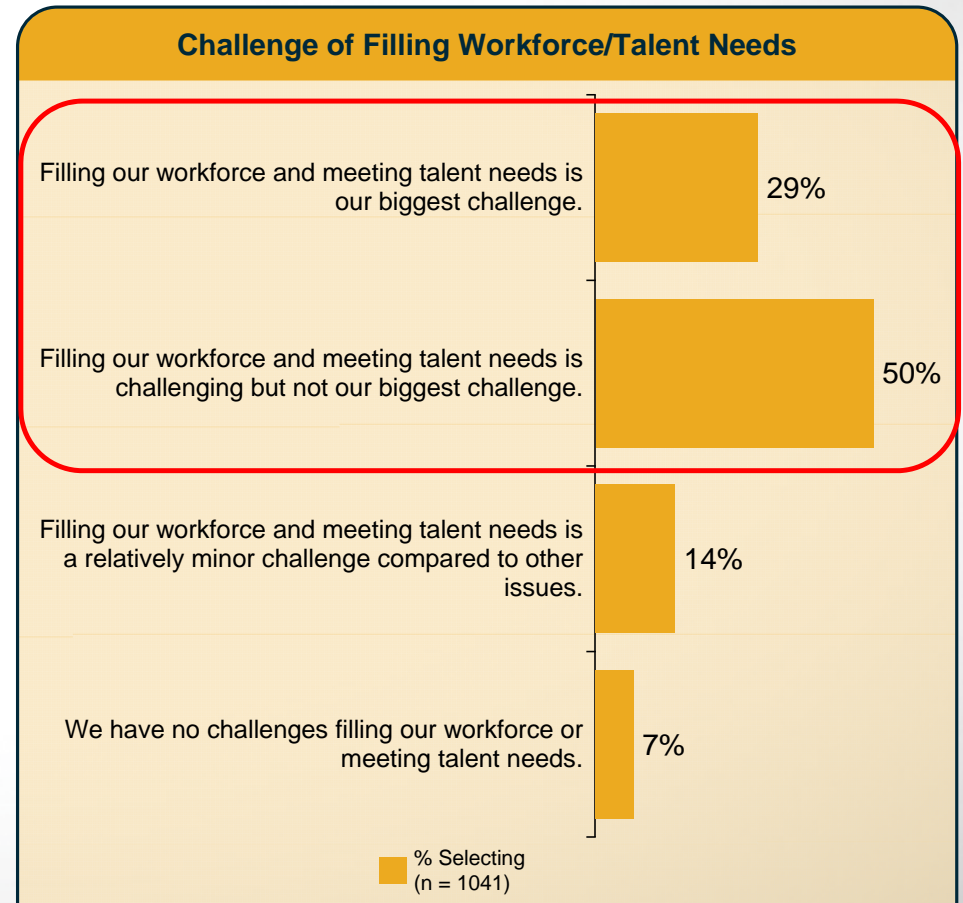 Challenge of Filling Workforce/Talent Needs
Filling our workforce and meeting talent needs is
our biggest challenge.
29%
Filling our workforce and meeting talent needs is
challenging but not our biggest challenge.
50%
Filling our workforce and meeting talent needs is
a relatively minor challenge compared to other
issues.
14%
We have no challenges filling our workforce or
meeting talent needs.
7%
% Selecting
(n = 1041)